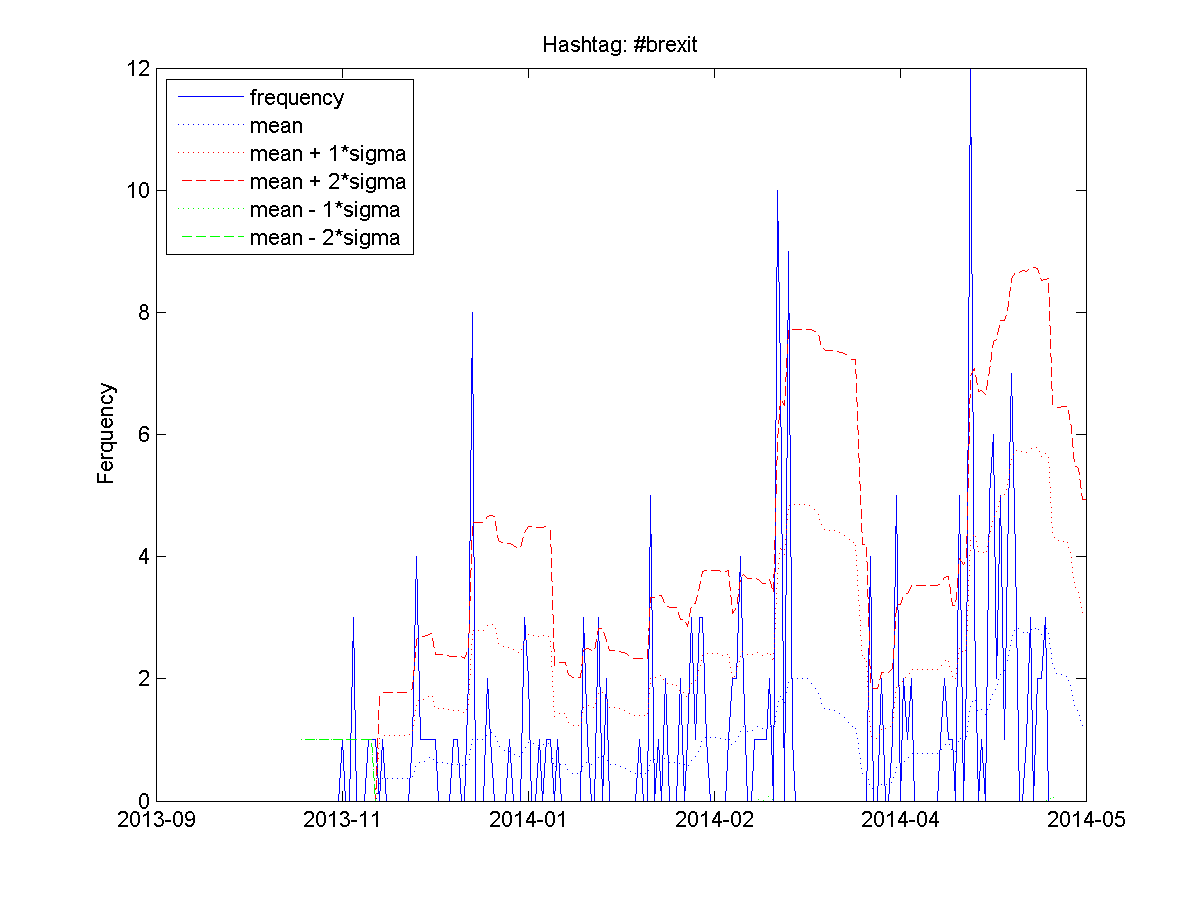 Hashtag: #brexit
12
10
8
6
4
2
0
Ferquency
frequency
mean
mean + 1*sigma
mean + 2*sigma
mean - 1*sigma
mean - 2*sigma
2013-09 2013-11 2014-01 2014-02 2014-04 2014-05